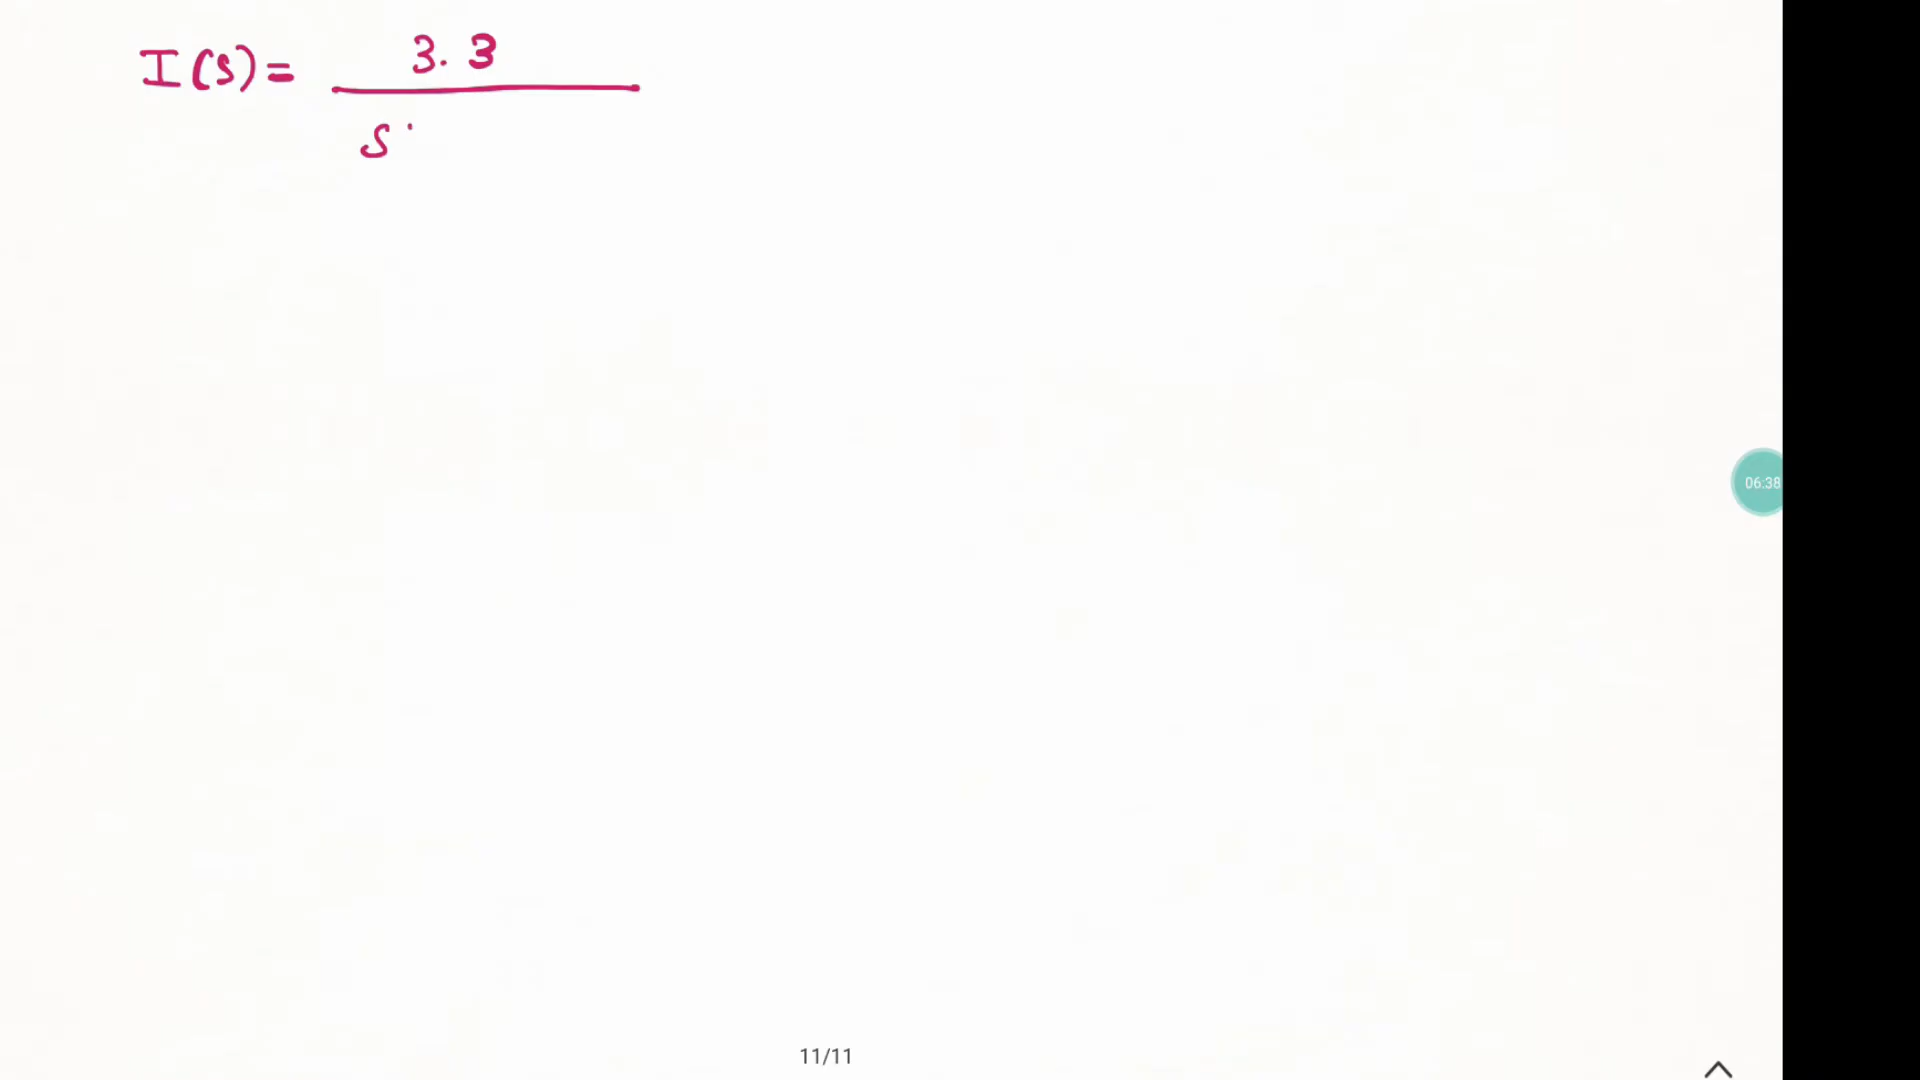 I(s) = 3.3
s
06:38
11/11